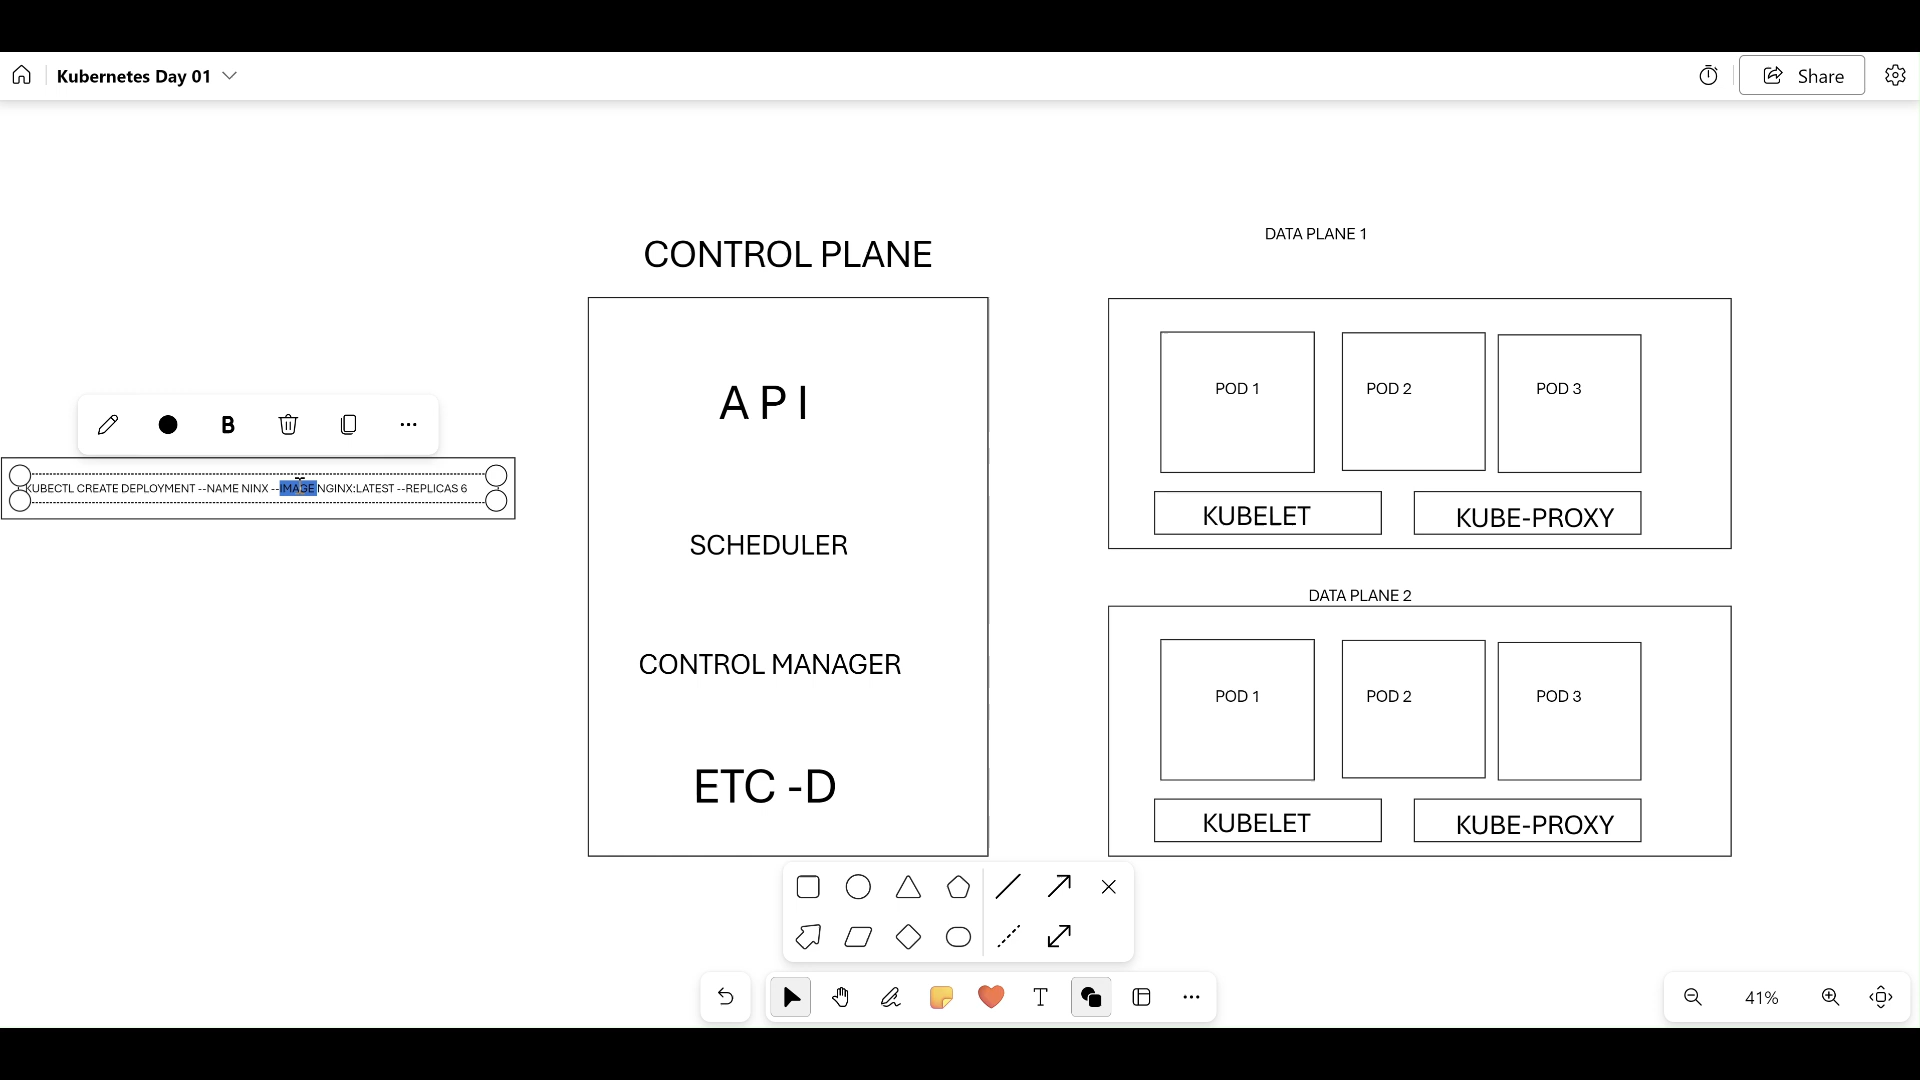 Kubernetes Day 01
Share
CONTROL PLANE
DATA PLANE 1
A P I
POD 1
POD 2
POD 3
B
KUBECTL CREATE DEPLOYMENT --NAME NINX --IMAGE NGINX:LATEST --REPLICAS 6
KUBELET
KUBE-PROXY
SCHEDULER
DATA PLANE 2
CONTROL MANAGER
POD 1
POD 2
POD 3
ETC -D
KUBELET
KUBE-PROXY
T
41%